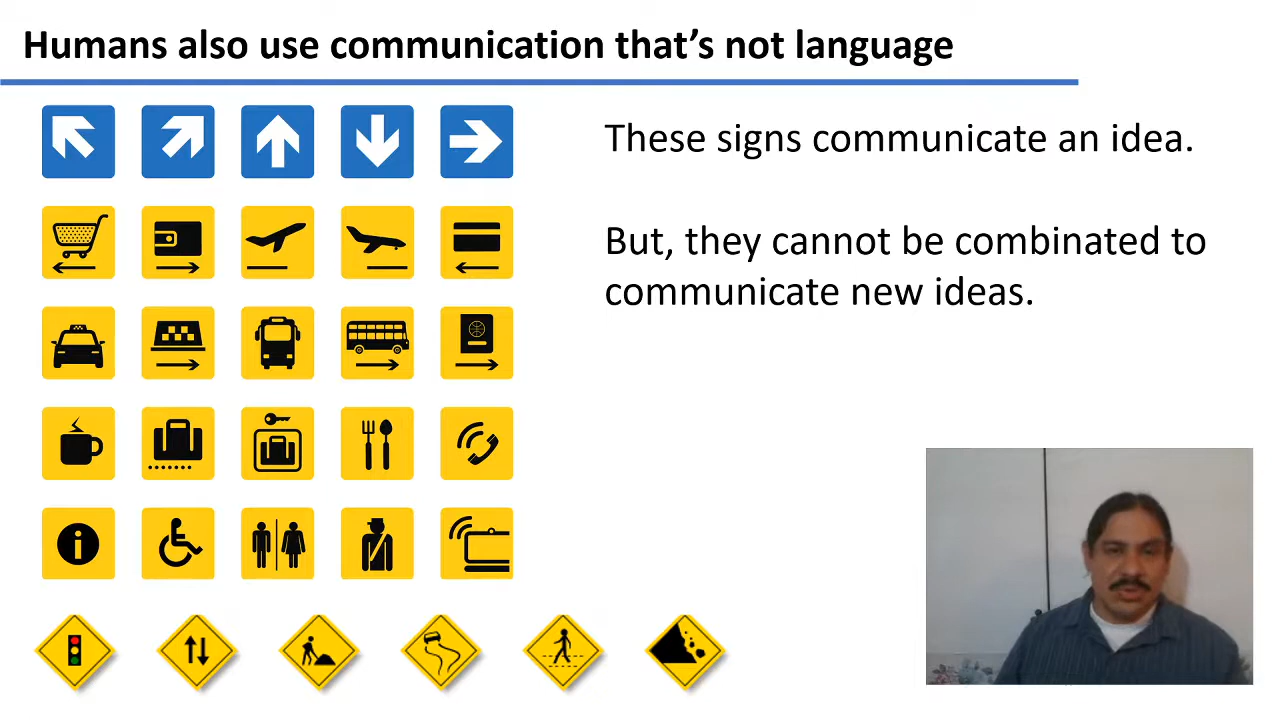 Humans also use communication that's not language
These signs communicate an idea.
But, they cannot be combinated to
communicate new ideas.